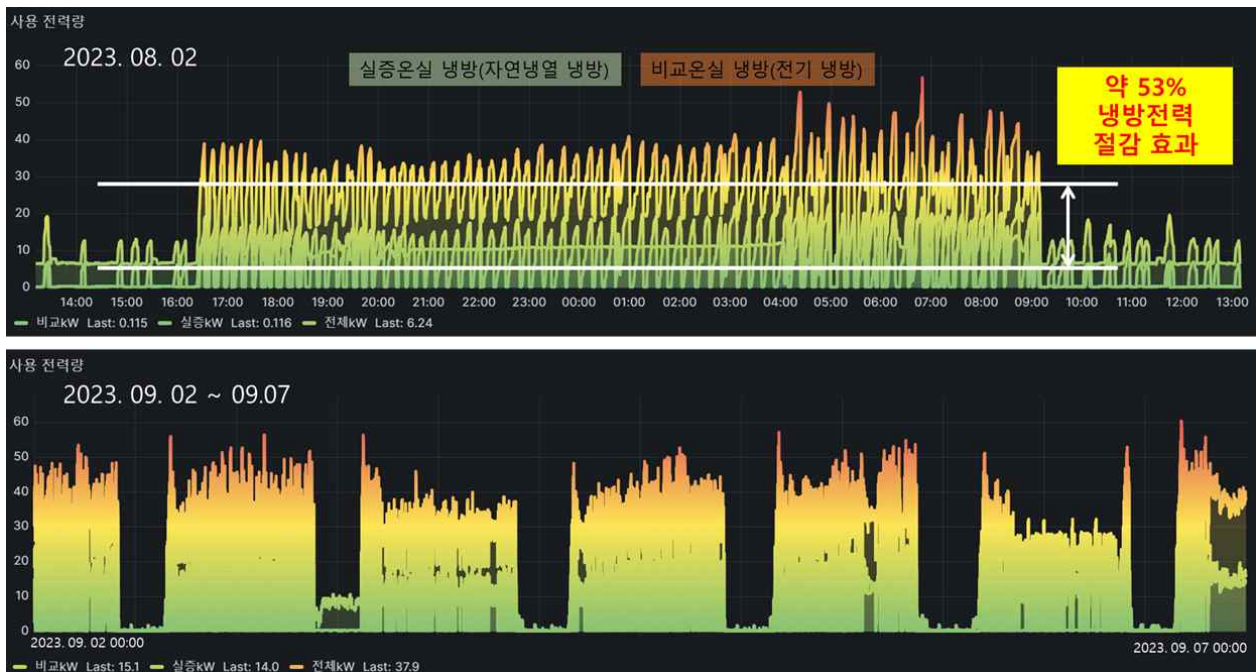 사용 전력량
2023. 08. 02
실증온실 냉방(자연냉열 냉방)
비교온실 냉방(전기 냉방)
약 53%
냉방전력
절감 효과
60
50
40
30
20
10
0
14:00 15:00 16:00 17:00 18:00 19:00 20:00 21:00 22:00 23:00 00:00 01:00 02:00 03:00 04:00 05:00 06:00 07:00 08:00 09:00 10:00 11:00 12:00 13:00
비교kW Last: 0.115 실증kW Last: 0.116 전체kW Last: 6.24
사용 전력량
2023. 09. 02 ~ 09.07
60
50
40
30
20
10
0
2023. 09. 02 00:00
2023. 09. 07 00:00
비교kW Last: 15.1 실증kW Last: 14.0 전체kW Last: 37.9